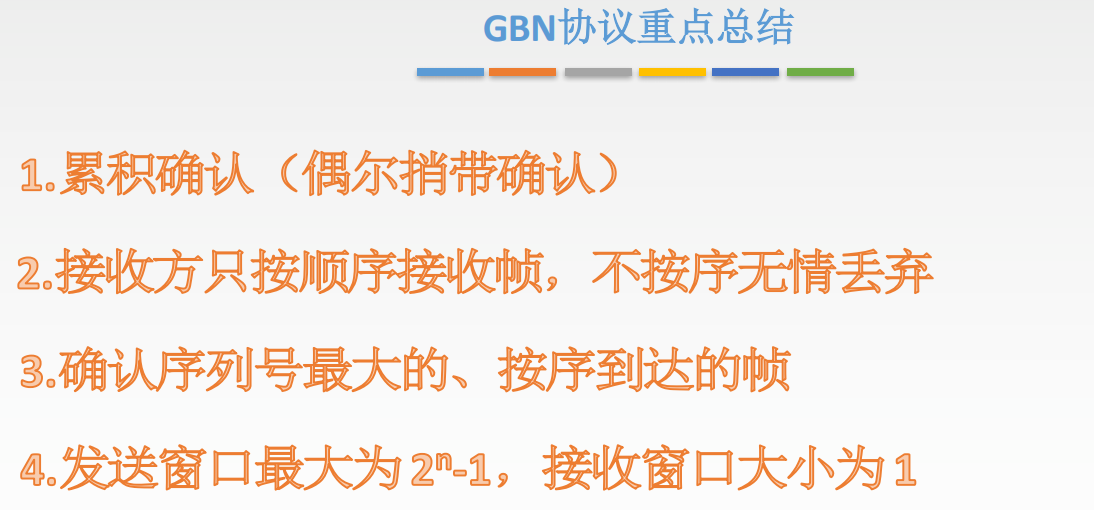 GBN协议重点总结
1.累积确认（偶尔捎带确认）
2.接收方只按顺序接收帧，不按序无情丢弃
3.确认序列号最大的、按序到达的帧
4.发送窗口最大为2ⁿ-1，接收窗口大小为1